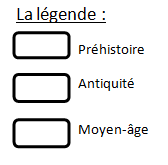 La légende :
Préhistoire
Antiquité
Moyen-âge